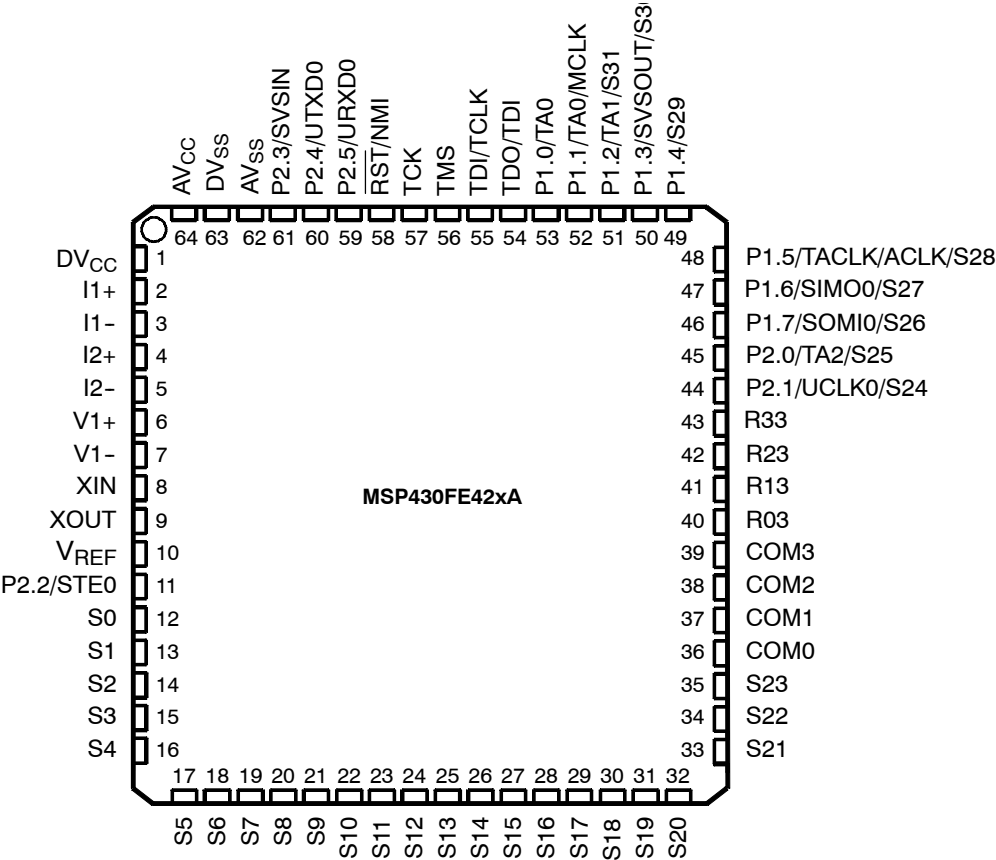 AVCC
DVSS
AVSS
P2.3/SVSIN
P2.4/UTXD0
P2.5/URXD0
RST/NMI
TCK
TMS
TDI/TCLK
TDO/TDI
P1.0/TA0
P1.1/TA0/MCLK
P1.2/TA1/S31
P1.3/SVSOUT/S3
P1.4/S29
64 63 62 61 60 59 58 57 56 55 54 53 52 51 50 49
DVCC 1
I1+ 2
I1- 3
I2+ 4
I2- 5
V1+ 6
V1- 7
XIN 8
XOUT 9
VREF 10
P2.2/STE0 11
S0 12
S1 13
S2 14
S3 15
S4 16
MSP430FE42xA
48 P1.5/TACLK/ACLK/S28
47 P1.6/SIMO0/S27
46 P1.7/SOMI0/S26
45 P2.0/TA2/S25
44 P2.1/UCLK0/S24
43 R33
42 R23
41 R13
40 R03
39 COM3
38 COM2
37 COM1
36 COM0
35 S23
34 S22
33 S21
17 18 19 20 21 22 23 24 25 26 27 28 29 30 31 32
S5
S6
S7
S8
S9
S10
S11
S12
S13
S14
S15
S16
S17
S18
S19
S20